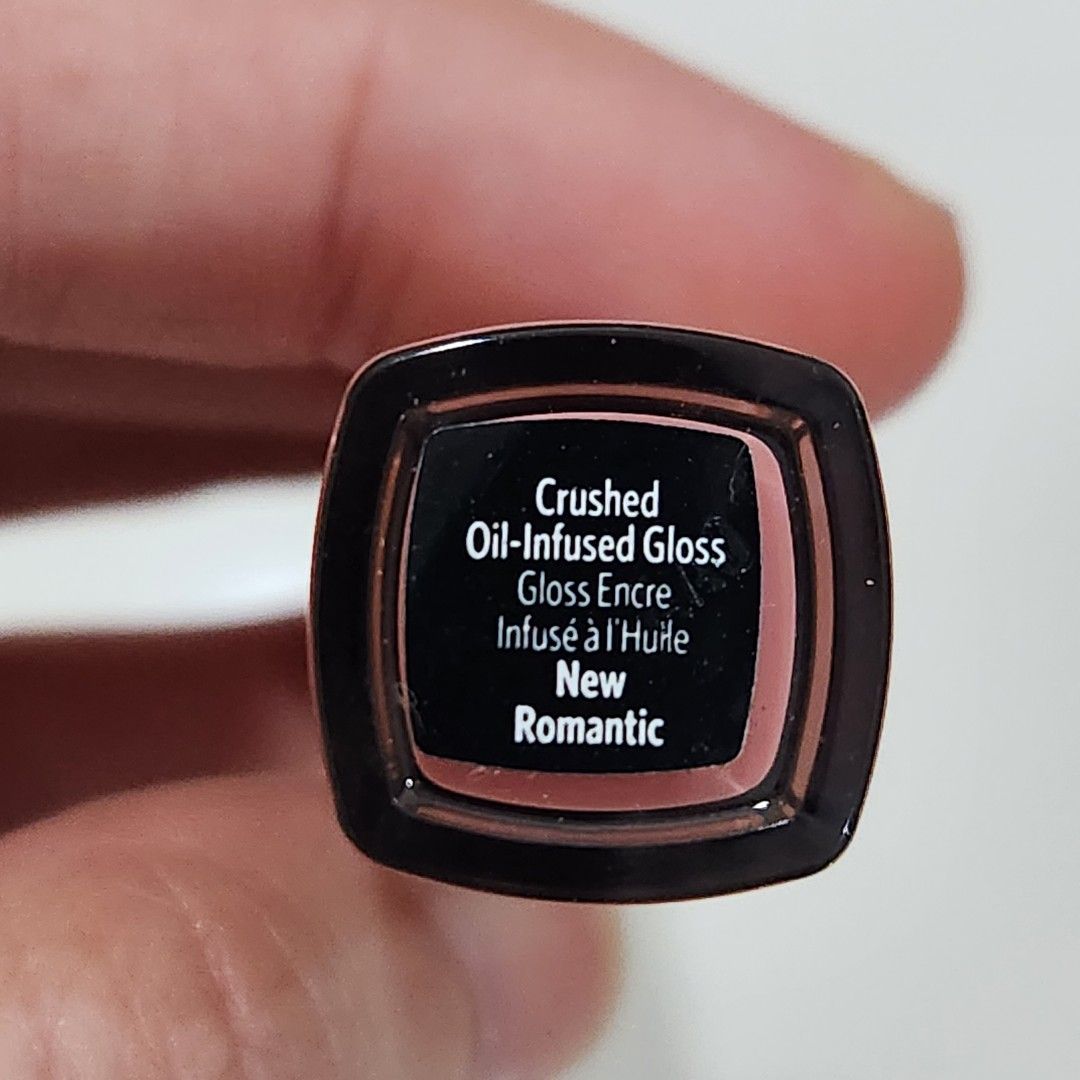 Crushed
Oil-Infused Gloss
Gloss Encre
Infusé à l'Huile
New
Romantic